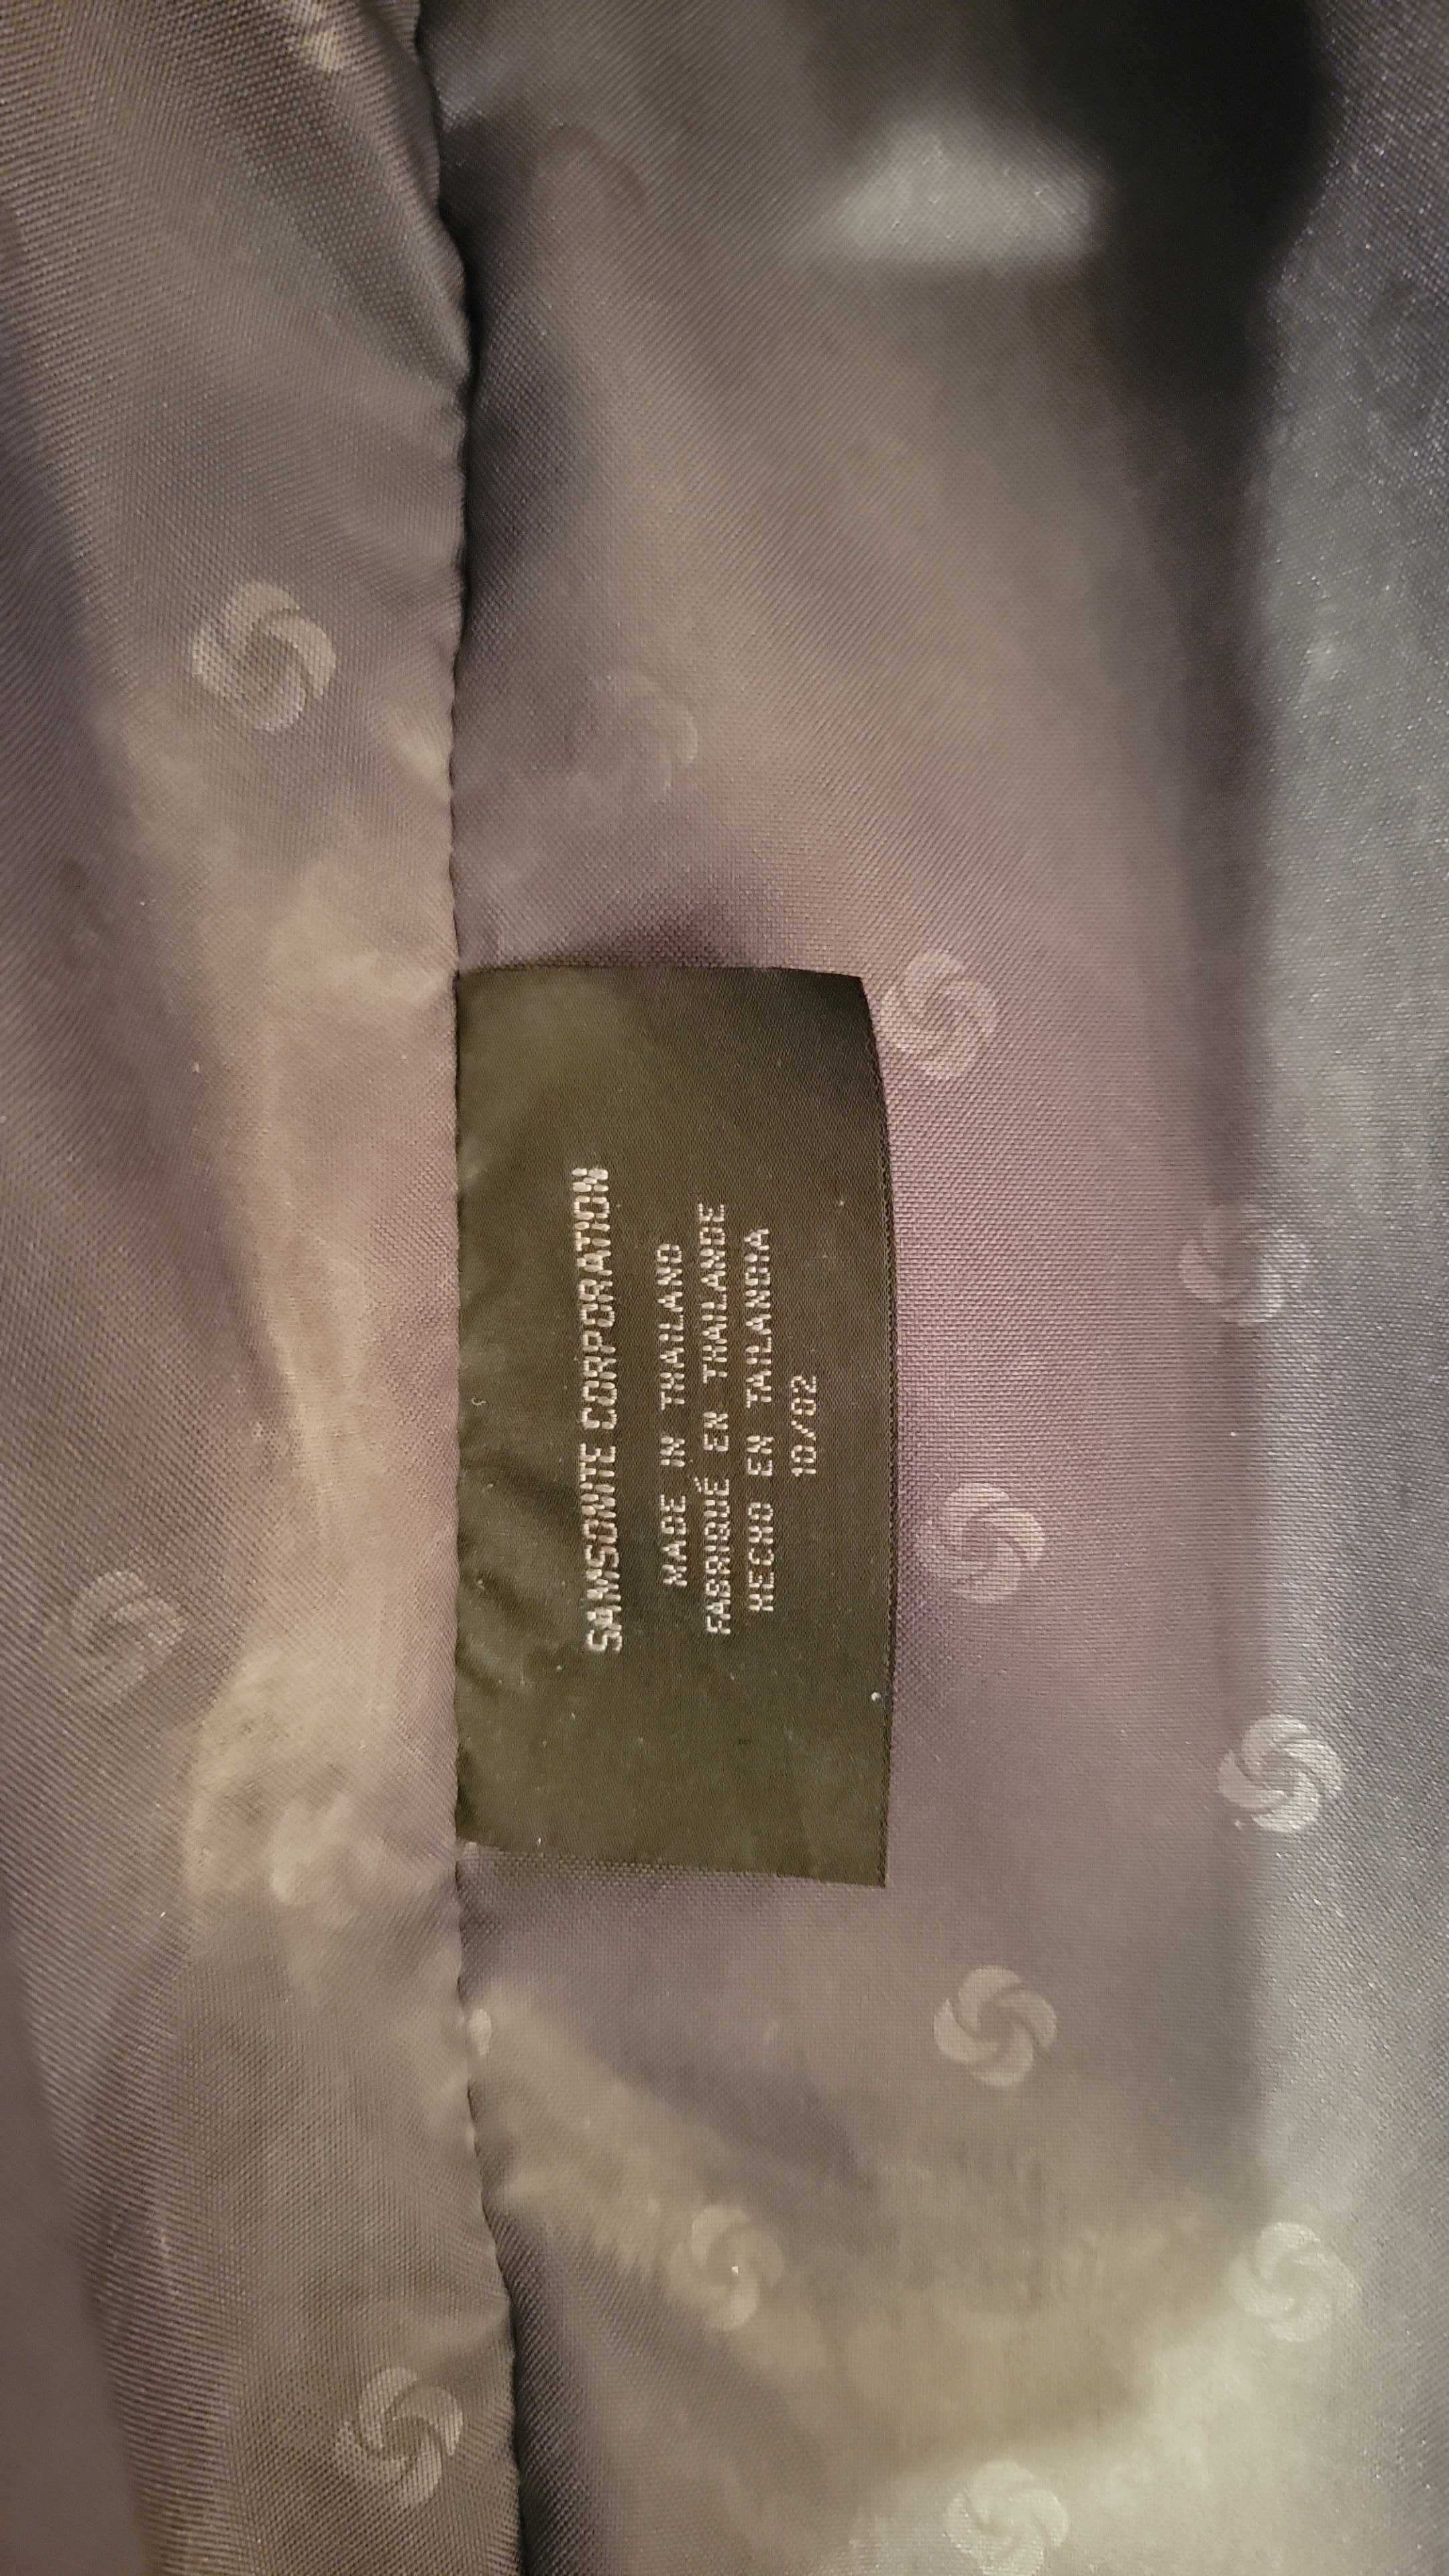 SAMSONITE CORPORATION
MADE IN THAILAND
FABRIQUÉ EN THAILANDE
HECHO EN TAILANDIA
10/02